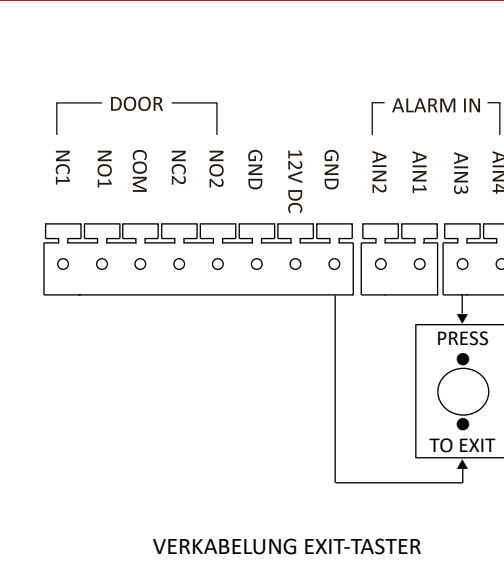 DOOR
ALARM IN
NC1
NO1
COM
NC2
NO2
GND
12V DC
GND
AIN2
AIN1
AIN3
AIN4
PRESS
TO EXIT
VERKABELUNG EXIT-TASTER